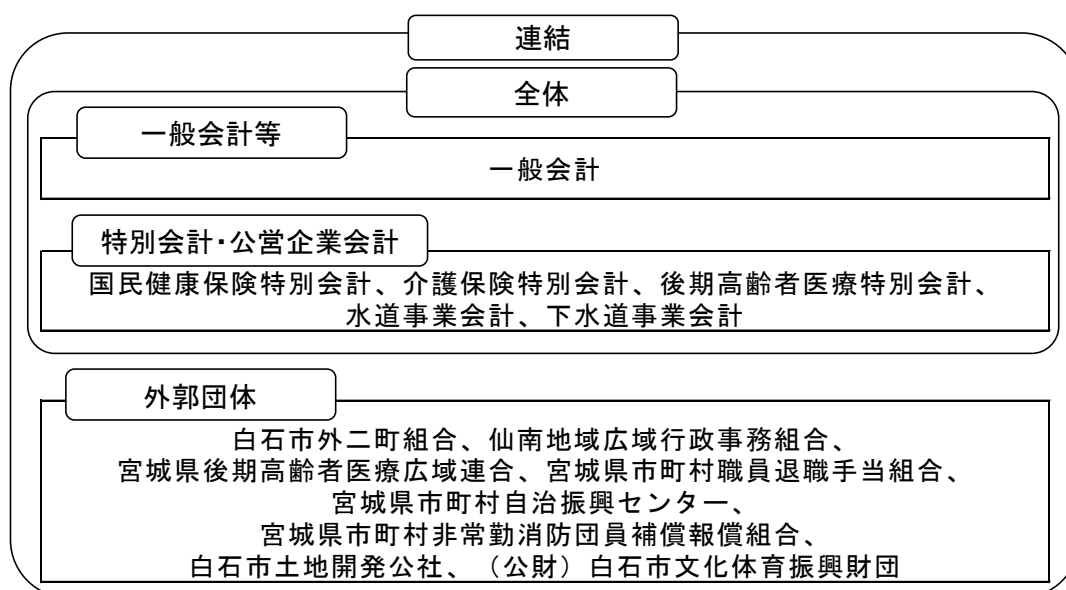 連結
全体
一般会計等
一般会計
特別会計・公営企業会計
国民健康保険特別会計、介護保険特別会計、後期高齢者医療特別会計、
水道事業会計、下水道事業会計
外郭団体
白石市外二町組合、仙南地域広域行政事務組合、
宮城県後期高齢者医療広域連合、宮城県市町村職員退職手当組合、
宮城県市町村自治振興センター、
宮城県市町村非常勤消防団員補償報償組合、
白石市土地開発公社、（公財）白石市文化体育振興財団